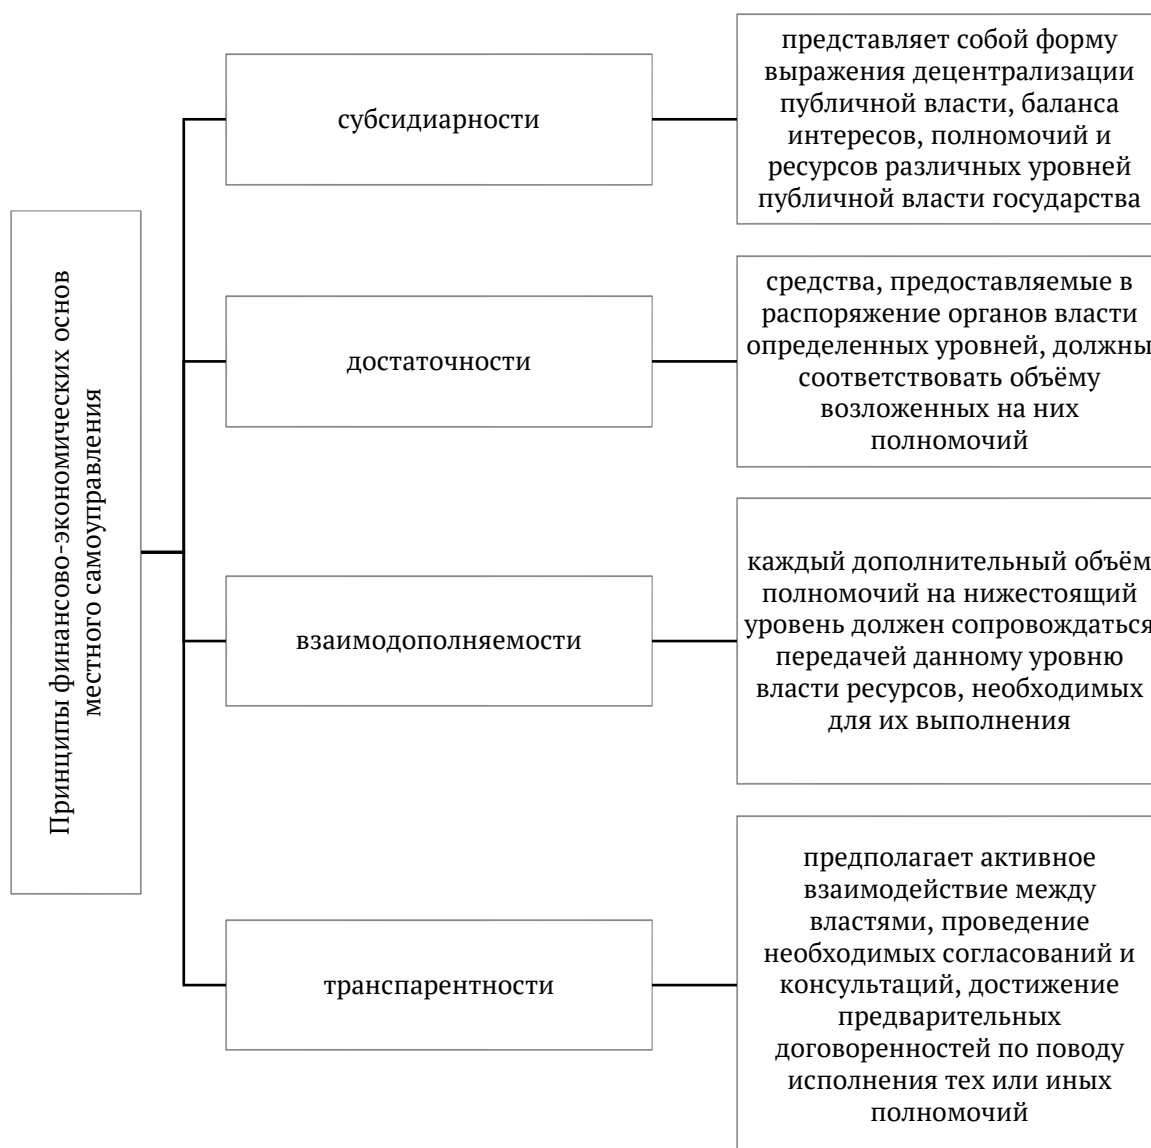 Принципы финансово-экономических основ
местного самоуправления
субсидиарности
представляет собой форму
выражения децентрализации
публичной власти, баланса
интересов, полномочий и
ресурсов различных уровней
публичной власти государства
достаточности
средства, предоставляемые в
распоряжение органов власти
определенных уровней, должны
соответствовать объёму
возложенных на них
полномочий
взаимодополняемости
каждый дополнительный объём
полномочий на нижестоящий
уровень должен сопровождаться
передачей данному уровню
власти ресурсов, необходимых
для их выполнения
транспарентности
предполагает активное
взаимодействие между
властями, проведение
необходимых согласований и
консультаций, достижение
предварительных
договоренностей по поводу
исполнения тех или иных
полномочий